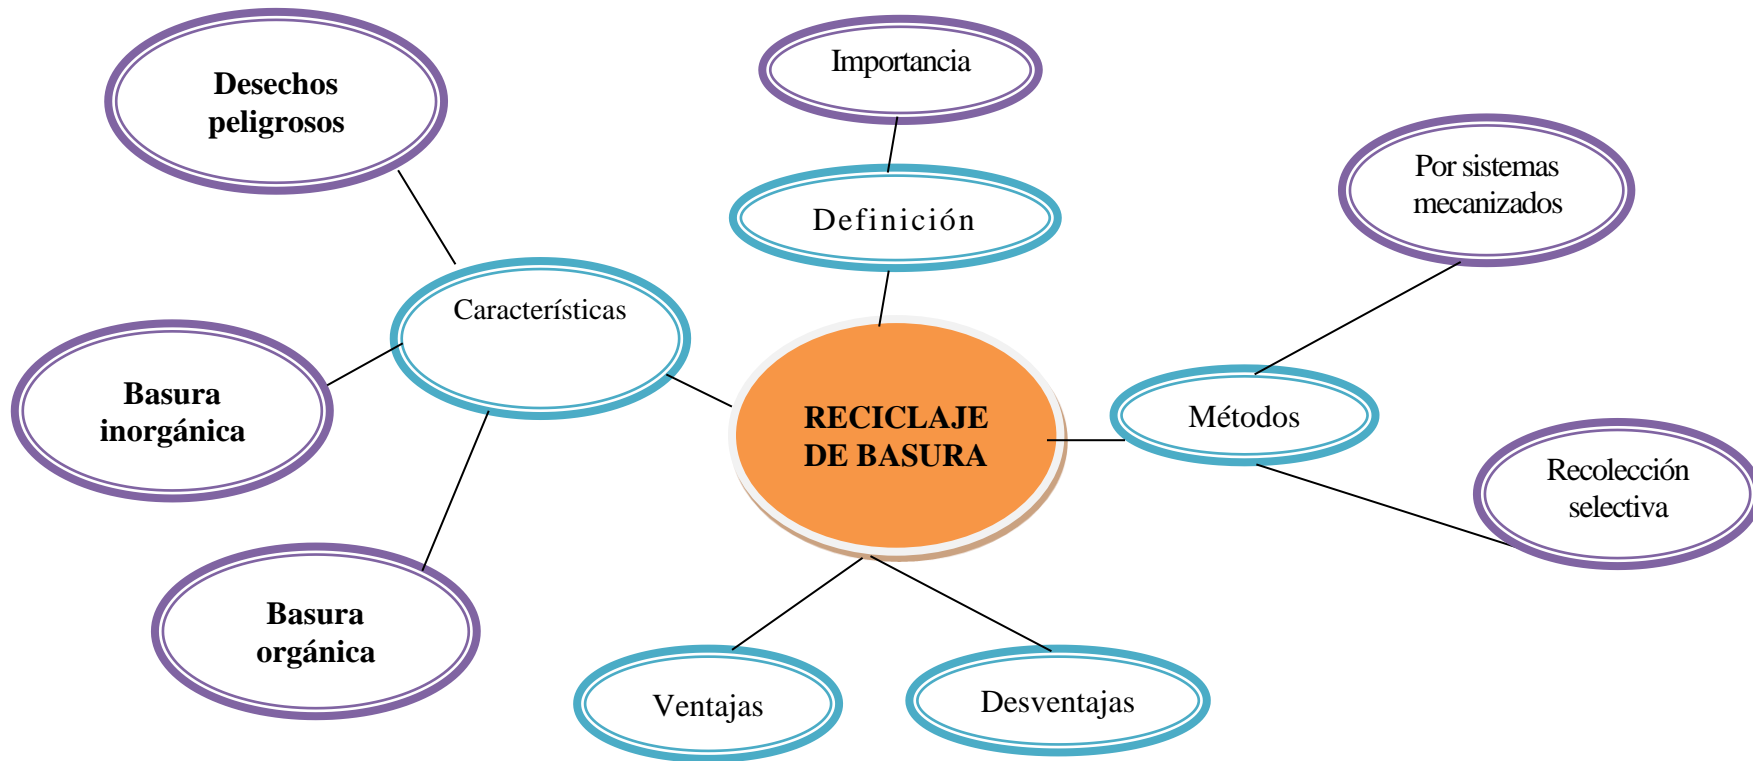 Importancia
Desechos
peligrosos
Por sistemas
mecanizados
Definición
Característicás
Basura
inorgánica
RECICLAJE
DE BASURA
Métodos
Recolección
selectiva
Basura
orgánica
Ventajas
Desventajas